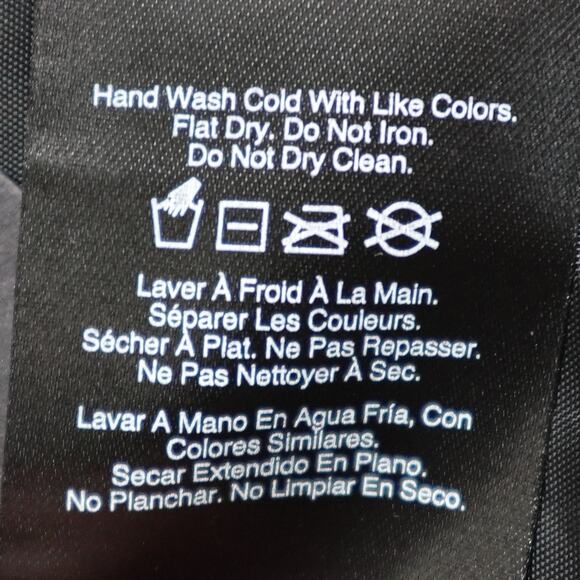 Hand Wash Cold With Like Colors.
Flat Dry. Do Not Iron.
Do Not Dry Clean.
Laver À Froid À La Main.
Séparer Les Couleurs.
Sécher À Plat. Ne Pas Repasser.
Ne Pas Nettoyer À Sec.
Lavar A Mano En Agua Fría, Con
Colores Similares.
Secar Extendido En Plano.
No Planchar. No Limpiar En Seco.